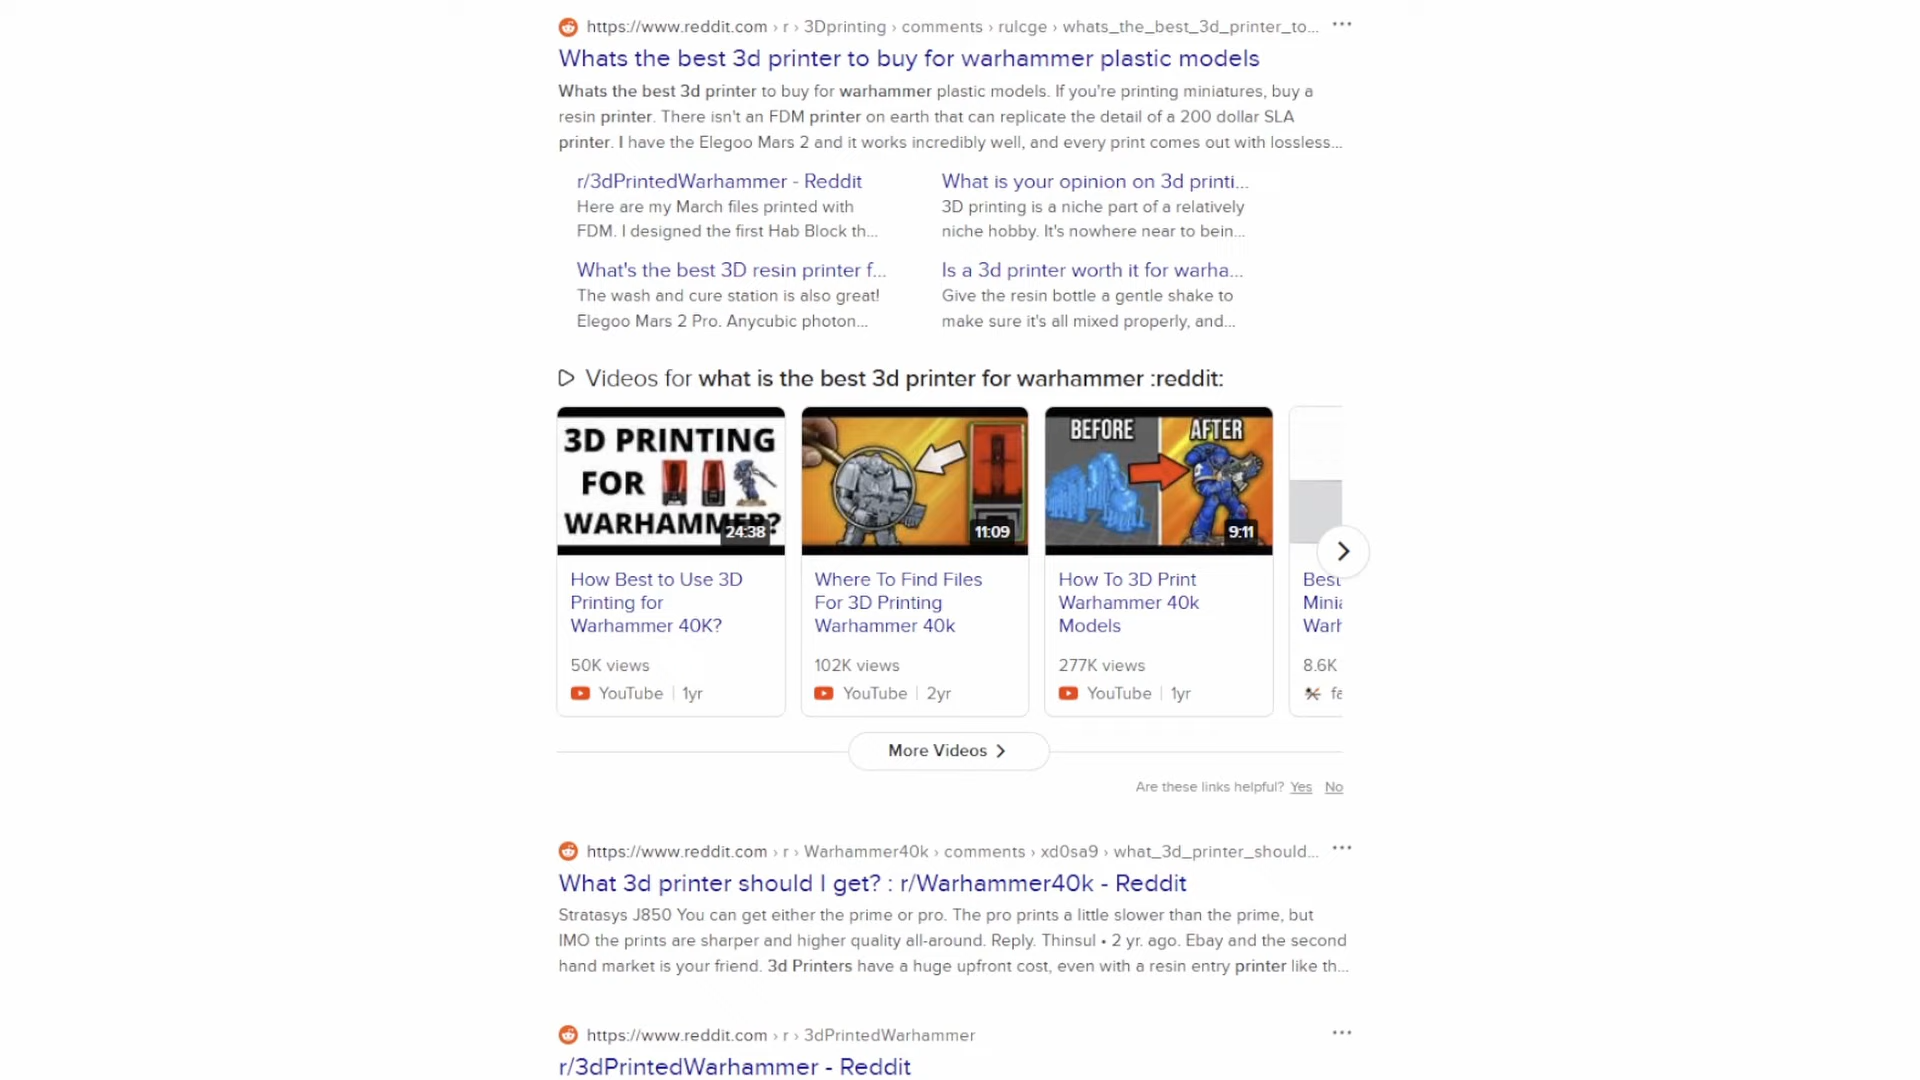 https://www.reddit.com › r › 3Dprinting › comments › rulcge › whats_the_best_3d_printer_to...
Whats the best 3d printer to buy for warhammer plastic models
Whats the best 3d printer to buy for warhammer plastic models. If you're printing miniatures, buy a
resin printer. There isn't an FDM printer on earth that can replicate the detail of a 200 dollar SLA
printer. I have the Elegoo Mars 2 and it works incredibly well, and every print comes out with lossless...
r/3dPrintedWarhammer - Reddit
Here are my March files printed with
FDM. I designed the first Hab Block th...
What is your opinion on 3d printi...
3D printing is a niche part of a relatively
niche hobby. It's nowhere near to bein...
What's the best 3D resin printer f...
The wash and cure station is also great!
Elegoo Mars 2 Pro. Anycubic photon...
Is a 3d printer worth it for warha...
Give the resin bottle a gentle shake to
make sure it's all mixed properly, and...
Videos for what is the best 3d printer for warhammer :reddit:
3D PRINTING
FOR
WARHAMMER?
24:38
How Best to Use 3D
Printing for
Warhammer 40K?
50K views
YouTube | 1yr
11:09
Where To Find Files
For 3D Printing
Warhammer 40k
102K views
YouTube | 2yr
BEFORE AFTER
9:11
How To 3D Print
Warhammer 40k
Models
277K views
YouTube | 1yr
Best
Minia
Warh
8.6K
fa
More Videos
Are these links helpful? Yes No
https://www.reddit.com › r › Warhammer40k › comments › xd0sa9 › what_3d_printer_should...
What 3d printer should I get? : r/Warhammer40k - Reddit
Stratasys J850 You can get either the prime or pro. The pro prints a little slower than the prime, but
IMO the prints are sharper and higher quality all-around. Reply. Thinsul • 2 yr. ago. Ebay and the second
hand market is your friend. 3d Printers have a huge upfront cost, even with a resin entry printer like th...
https://www.reddit.com › r › 3dPrintedWarhammer
r/3dPrintedWarhammer - Reddit